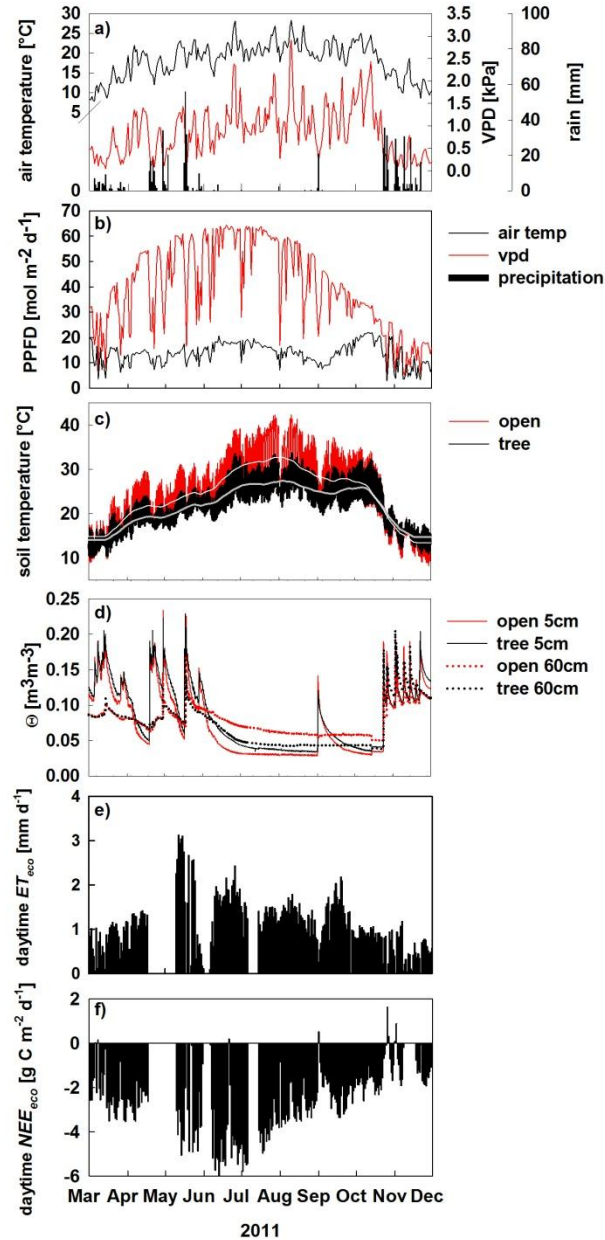 a)
air temperature [°C]
30
25
20
15
10
5
0
3.5
3.0
2.5
2.0
1.5
1.0
0.5
0.0
VPD [kPa]
100
80
60
40
20
0
rain [mm]
b)
PPFD [mol m-2 d-1]
70
60
50
40
30
20
10
0
air temp
vpd
precipitation
c)
soil temperature [°C]
40
30
20
10
open
tree
d)
Θ [m3m-3]
0.25
0.20
0.15
0.10
0.05
0.00
open 5cm
tree 5cm
open 60cm
tree 60cm
e)
daytime ETeco [mm d-1]
4
3
2
1
0
f)
daytime NEEeco [g C m-2 d-1]
2
0
-2
-4
-6
Mar Apr May Jun Jul Aug Sep Oct Nov Dec
2011